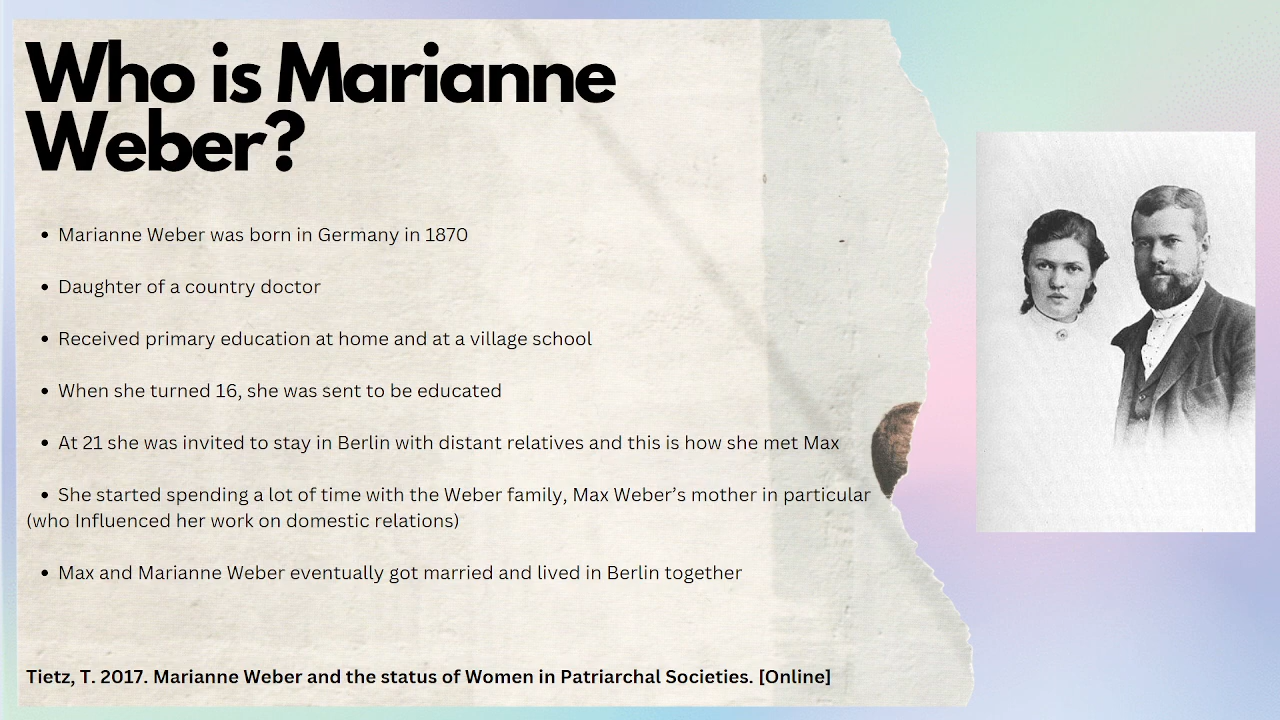 Who is Marianne
Weber?
• Marianne Weber was born in Germany in 1870
• Daughter of a country doctor
• Received primary education at home and at a village school
• When she turned 16, she was sent to be educated
• At 21 she was invited to stay in Berlin with distant relatives and this is how she met Max
• She started spending a lot of time with the Weber family, Max Weber’s mother in particular
(who Influenced her work on domestic relations)
• Max and Marianne Weber eventually got married and lived in Berlin together
Tietz, T. 2017. Marianne Weber and the status of Women in Patriarchal Societies. [Online]